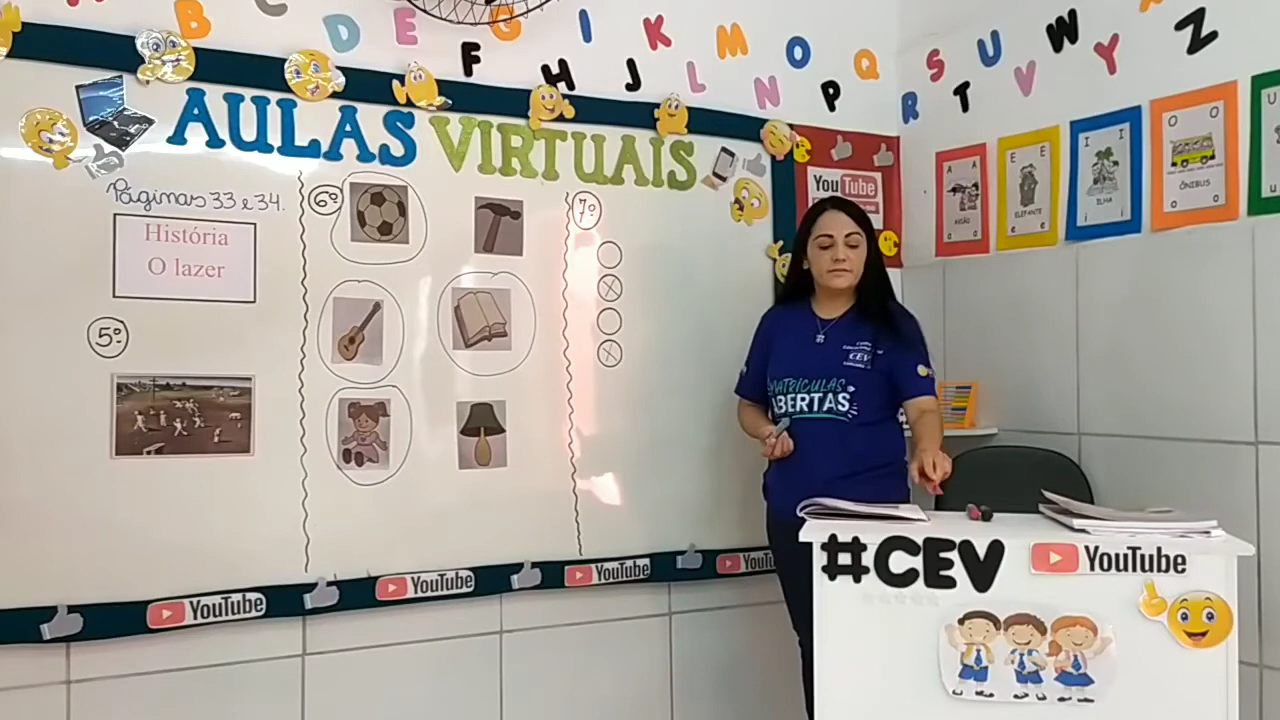 B D E G I K M O Q S U W Y
F H J L N P R T V Z
AULAS VIRTUAIS
Páginas 33 e 34.
História
O lazer
5º
6º
7º
X
X
YouTube
A A
AVIÃO
a a
E E
ELEFANTE
e e
I I
ILHA
i i
O O
ÔNIBUS
o o
U
u
CEV
MATRÍCULAS
ABERTAS
#CEV
YouTube
YouTube
YouTube
YouTube
YouTube